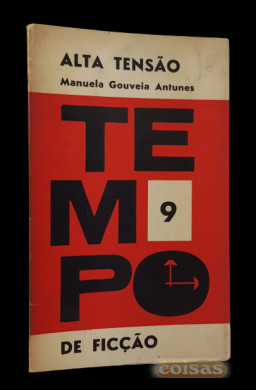 ALTA TENSÃO
Manuela Gouveia Antunes
TE
M 9
PO
DE FICÇÃO
coisas